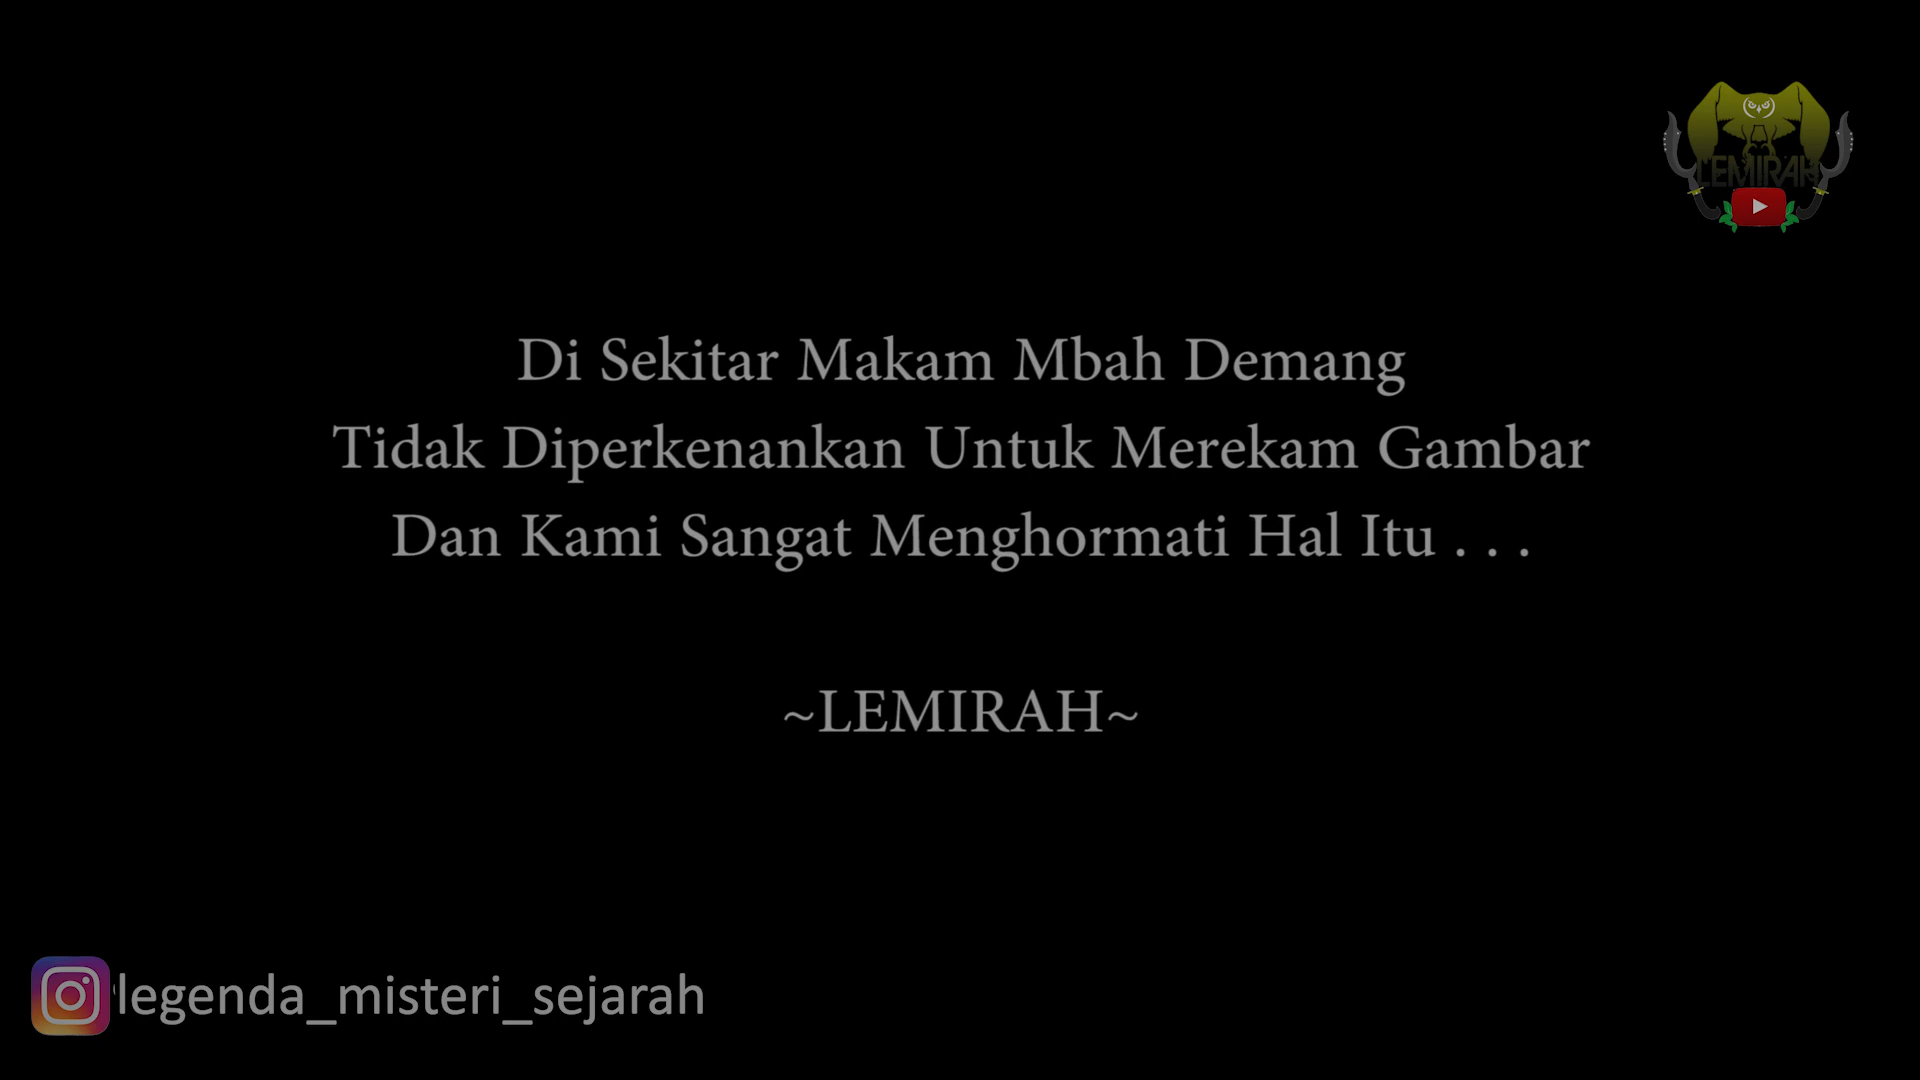 LEMIRAH
Di Sekitar Makam Mbah Demang
Tidak Diperkenankan Untuk Merekam Gambar
Dan Kami Sangat Menghormati Hal Itu . . .
~LEMIRAH~
legenda_misteri_sejarah